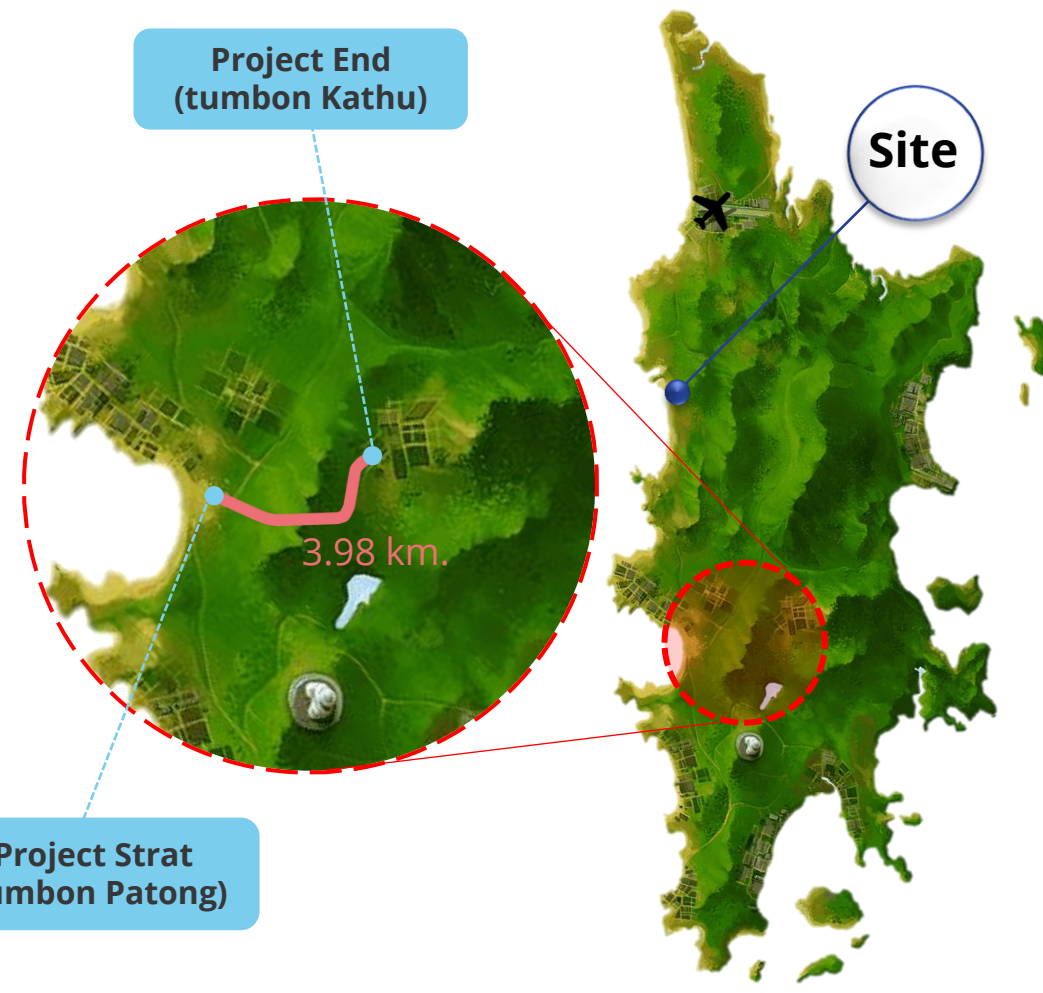 Project End
(tumbon Kathu)
Site
3.98 km.
Project Strat
umbon Patong)